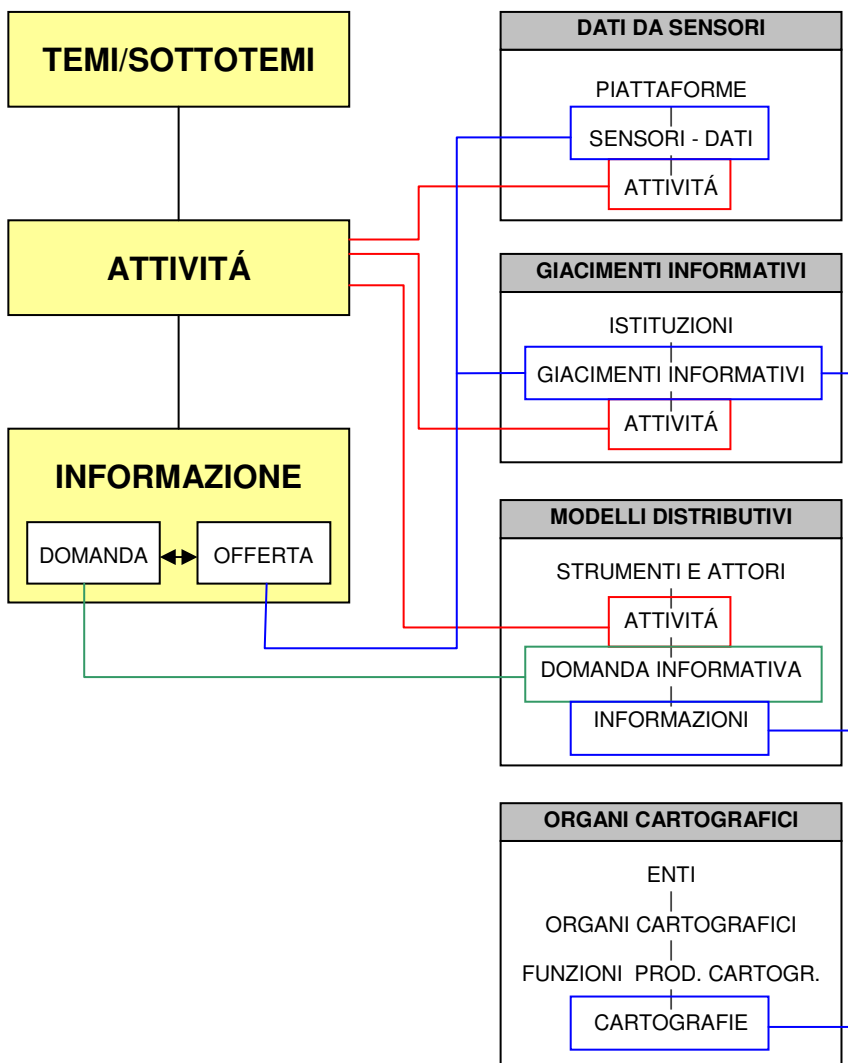 TEMI/SOTTOTEMI
ATTIVITÁ
INFORMAZIONE
DOMANDA
OFFERTA
DATI DA SENSORI
PIATTAFORME
SENSORI - DATI
ATTIVITÁ
GIACIMENTI INFORMATIVI
ISTITUZIONI
GIACIMENTI INFORMATIVI
ATTIVITÁ
MODELLI DISTRIBUTIVI
STRUMENTI E ATTORI
ATTIVITÁ
DOMANDA INFORMATIVA
INFORMAZIONI
ORGANI CARTOGRAFICI
ENTI
ORGANI CARTOGRAFICI
FUNZIONI PROD. CARTOGR.
CARTOGRAFIE